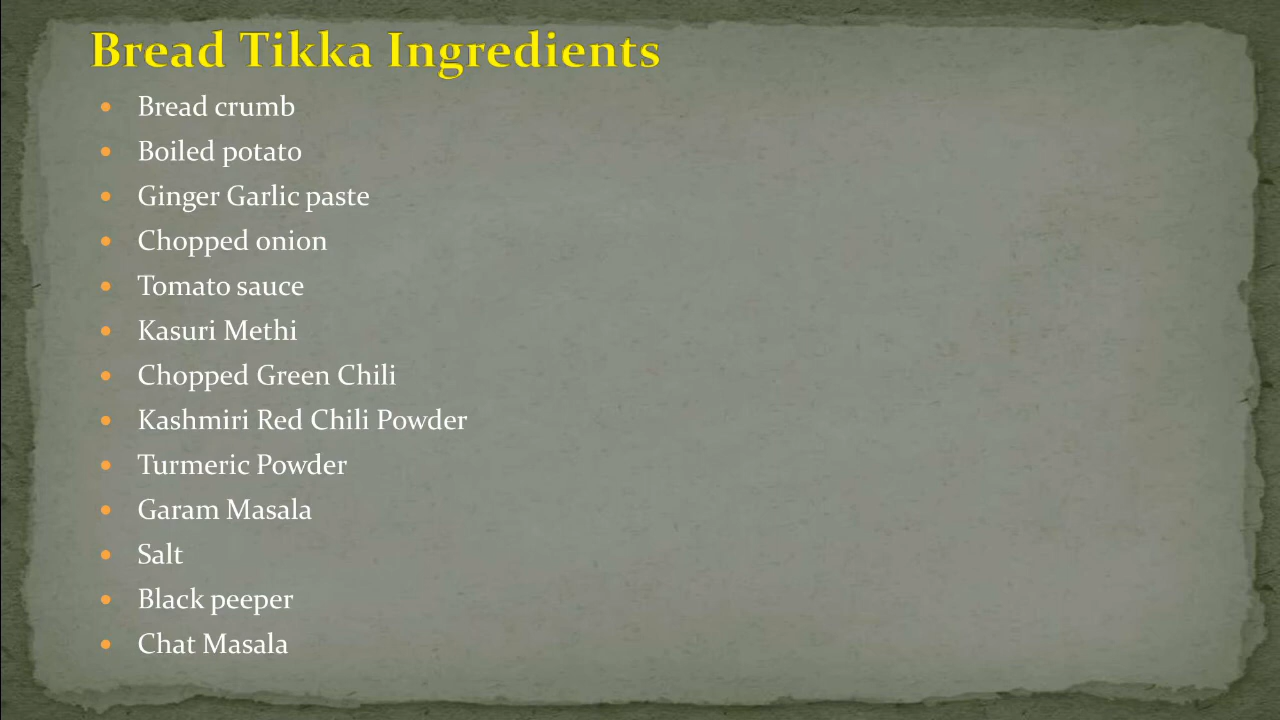 Bread Tikka Ingredients
• Bread crumb
• Boiled potato
• Ginger Garlic paste
• Chopped onion
• Tomato sauce
• Kasuri Methi
• Chopped Green Chili
• Kashmiri Red Chili Powder
• Turmeric Powder
• Garam Masala
• Salt
• Black peeper
• Chat Masala